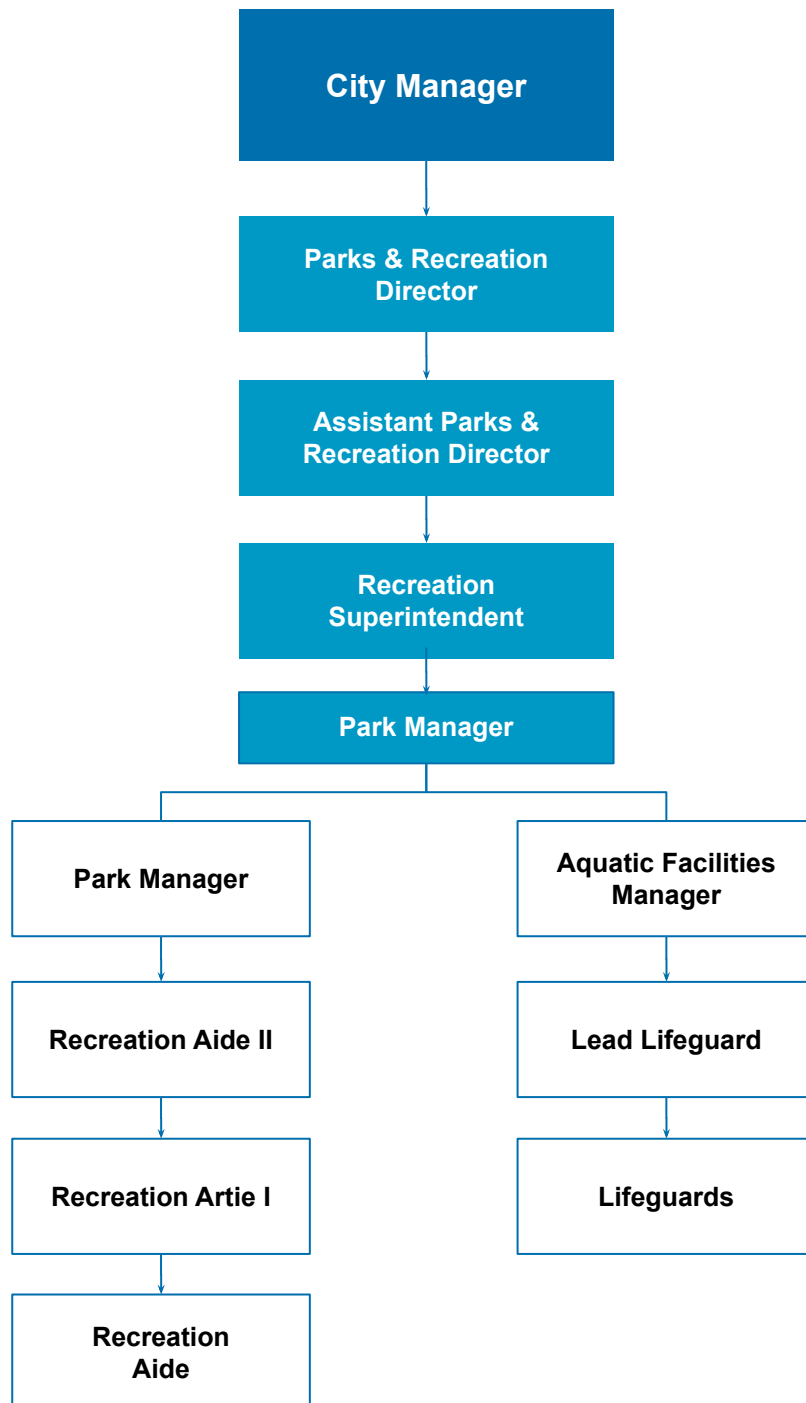 City Manager
Parks & Recreation
Director
Assistant Parks &
Recreation Director
Recreation
Superintendent
Park Manager
Park Manager
Aquatic Facilities
Manager
Recreation Aide II
Lead Lifeguard
Recreation Artie I
Lifeguards
Recreation
Aide